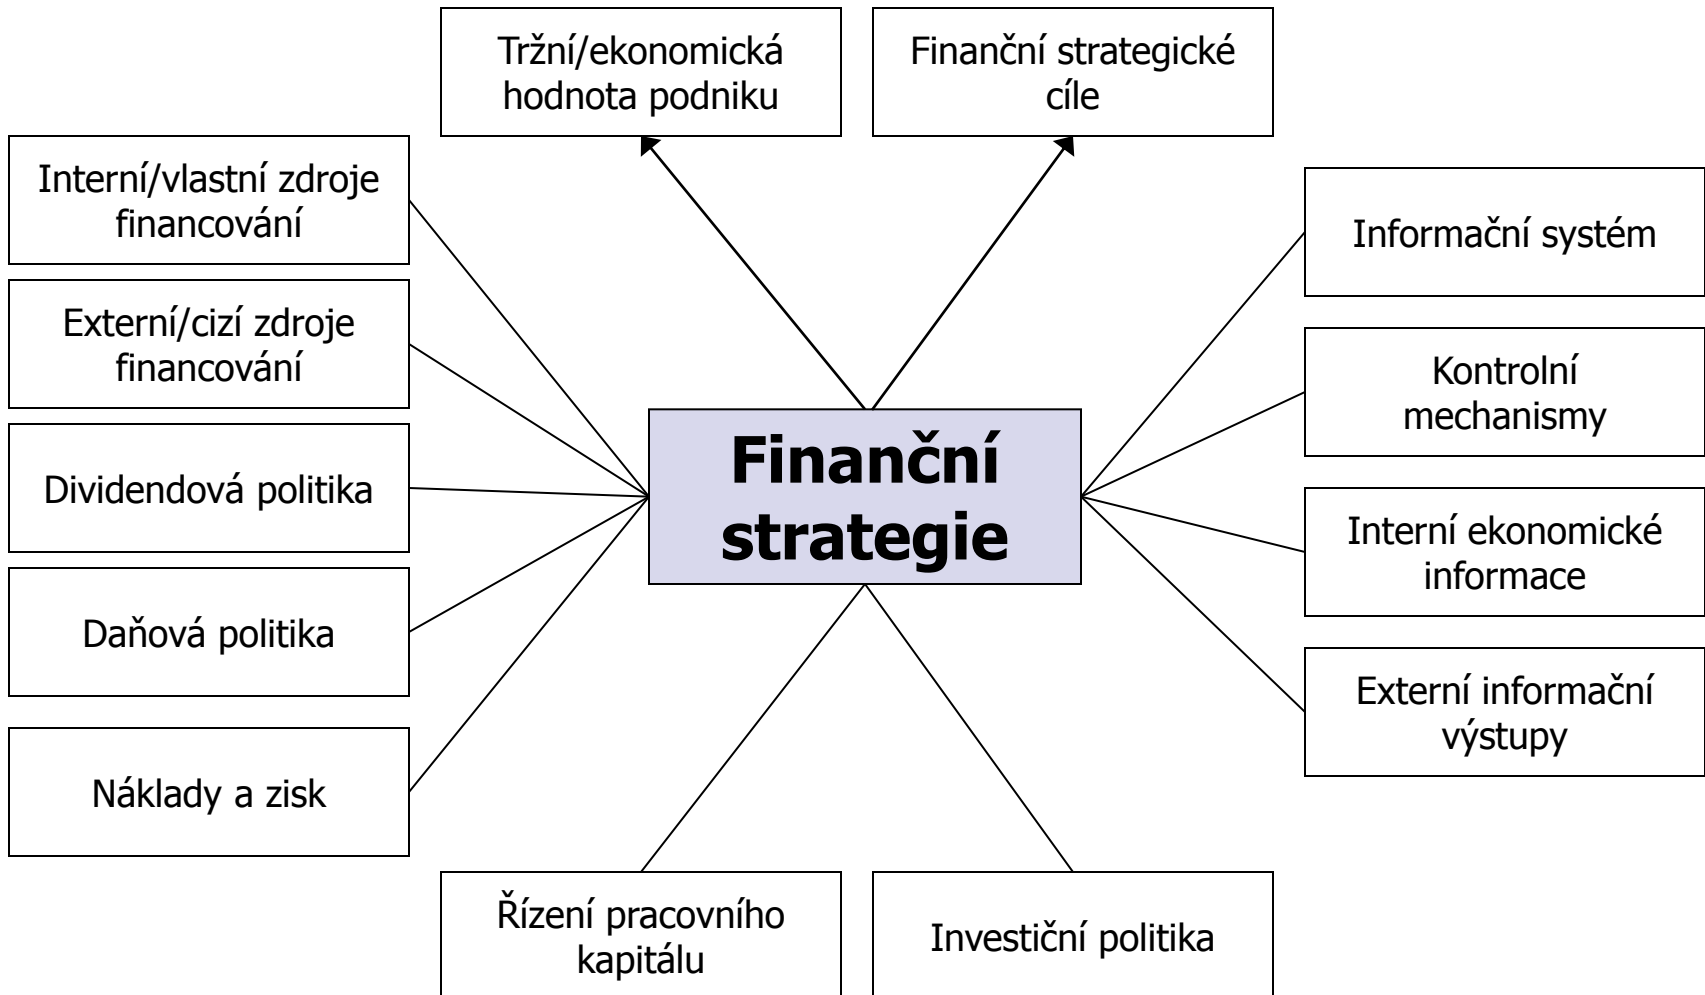 Tržní/ekonomická
hodnota podniku
Finanční strategické
cíle
Interní/vlastní zdroje
financování
Externí/cizí zdroje
financování
Dividendová politika
Daňová politika
Náklady a zisk
Finanční
strategie
Informační systém
Kontrolní
mechanismy
Interní ekonomické
informace
Externí informační
výstupy
Řízení pracovního
kapitálu
Investiční politika